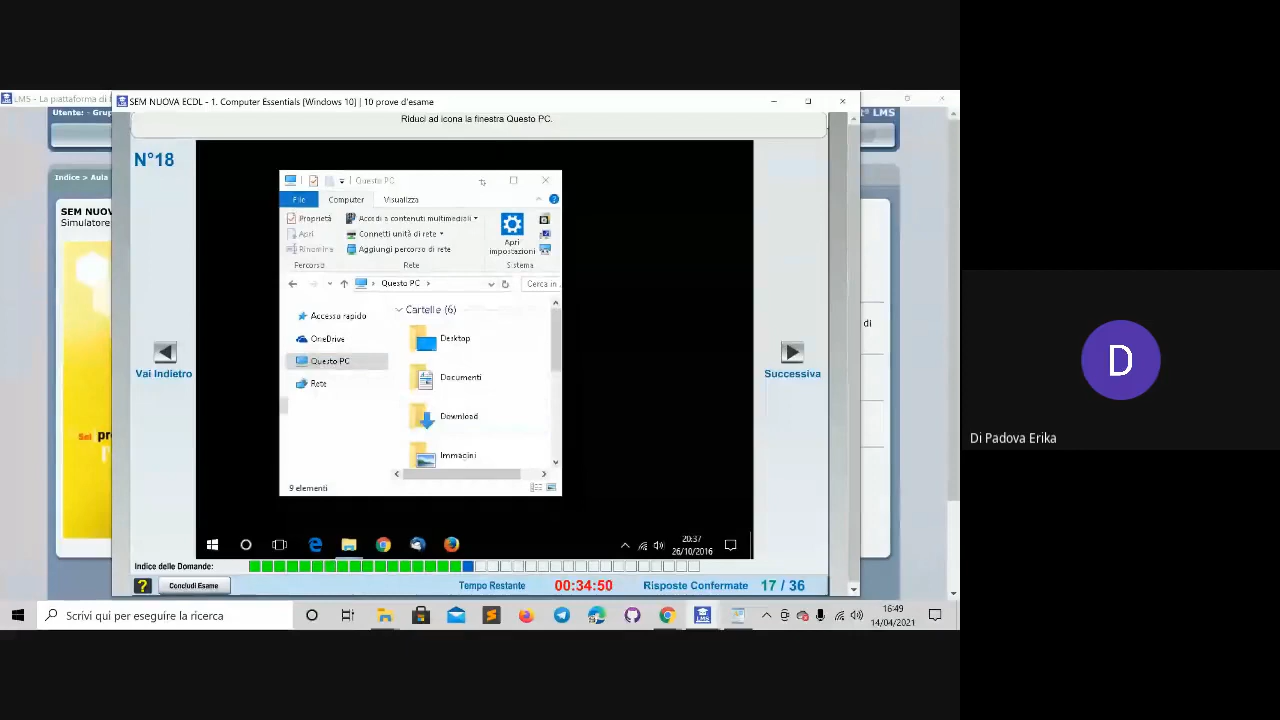 LMS - La piattaforma di
SEM NUOVA ECDL - 1. Computer Essentials [Windows 10] | 10 prove d'esame
Utente: - Grup
° LMS
Riduci ad icona la finestra Questo PC.
N°18
Indice > Aula
SEM NUOV
Simulatore
Sei pr
di
Questo PC
File
Computer
Visualizza
Proprietà
Apri
Rinomina
Percorso
Accedi a contenuti multimediali
Connetti unità di rete
Aggiungi percorso di rete
Rete
Apri
impostazioni
Sistema
Questo PC
Cerca in
Accesso rapido
OneDrive
Questo PC
Rete
Cartelle (6)
Desktop
Documenti
Download
Immagini
9 elementi
Vai Indietro
Successiva
20:37
26/10/2016
Indice delle Domande:
Concludi Esame
Tempo Restante
00:34:50
Risposte Confermate
17 / 36
Scrivi qui per eseguire la ricerca
16:49
14/04/2021
D
Di Padova Erika